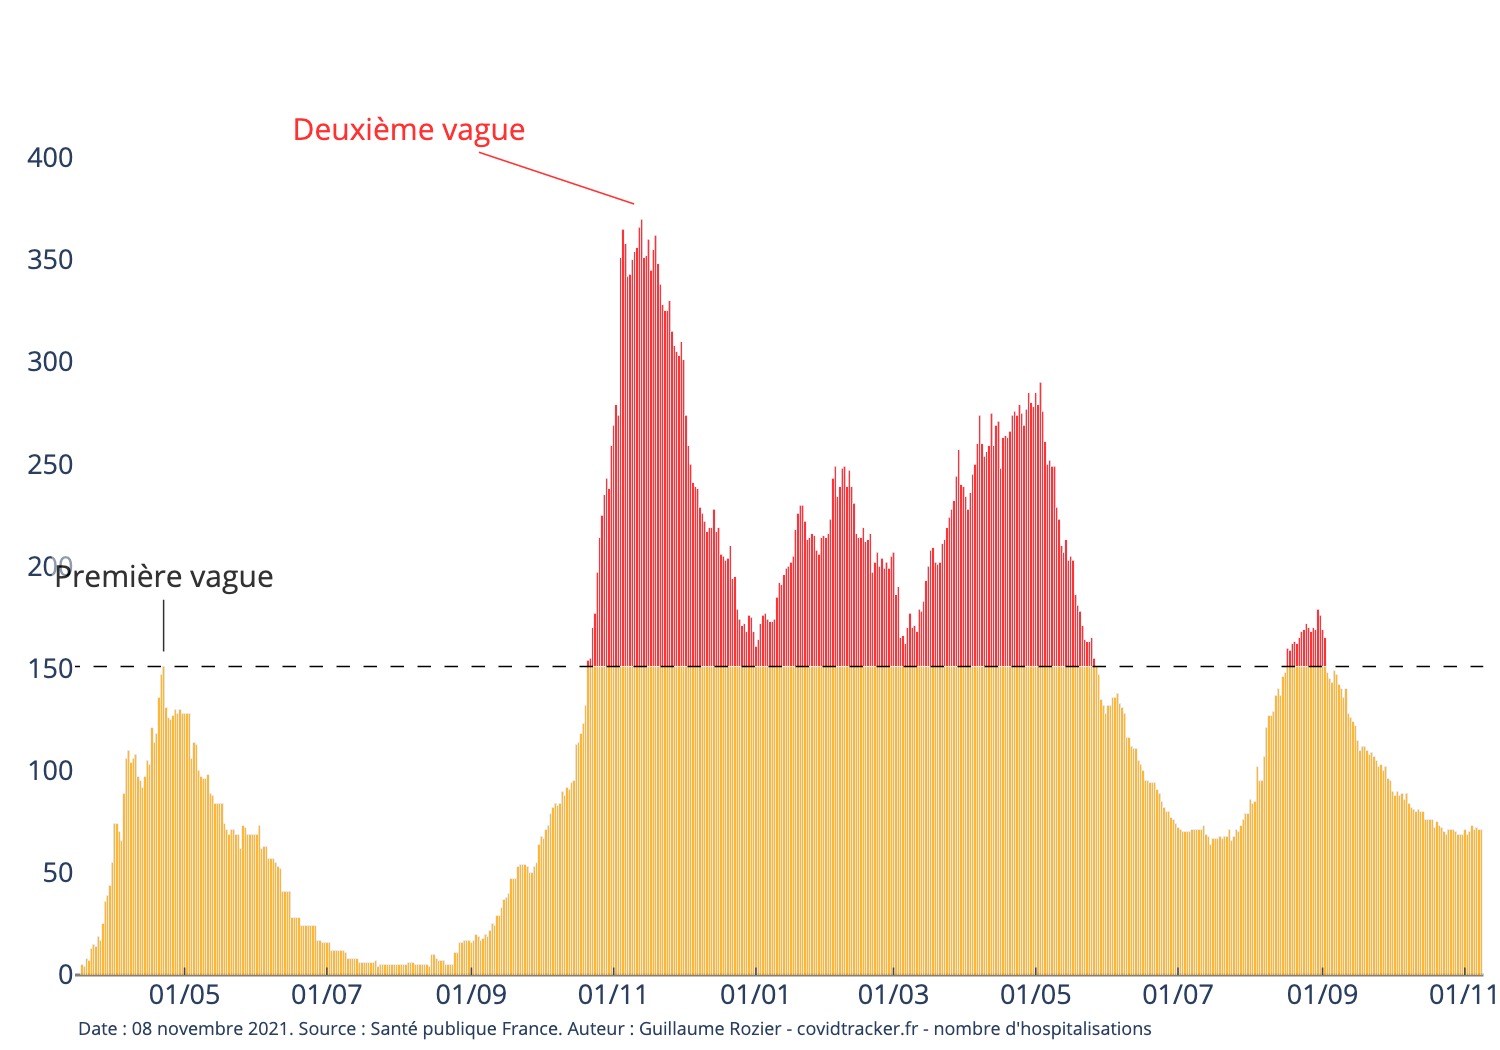 Deuxième vague
400
350
300
250
200
Première vague
150
100
50
0
01/05 01/07 01/09 01/11 01/01 01/03 01/05 01/07 01/09 01/11
Date : 08 novembre 2021. Source : Santé publique France. Auteur : Guillaume Rozier - covidtracker.fr - nombre d'hospitalisations